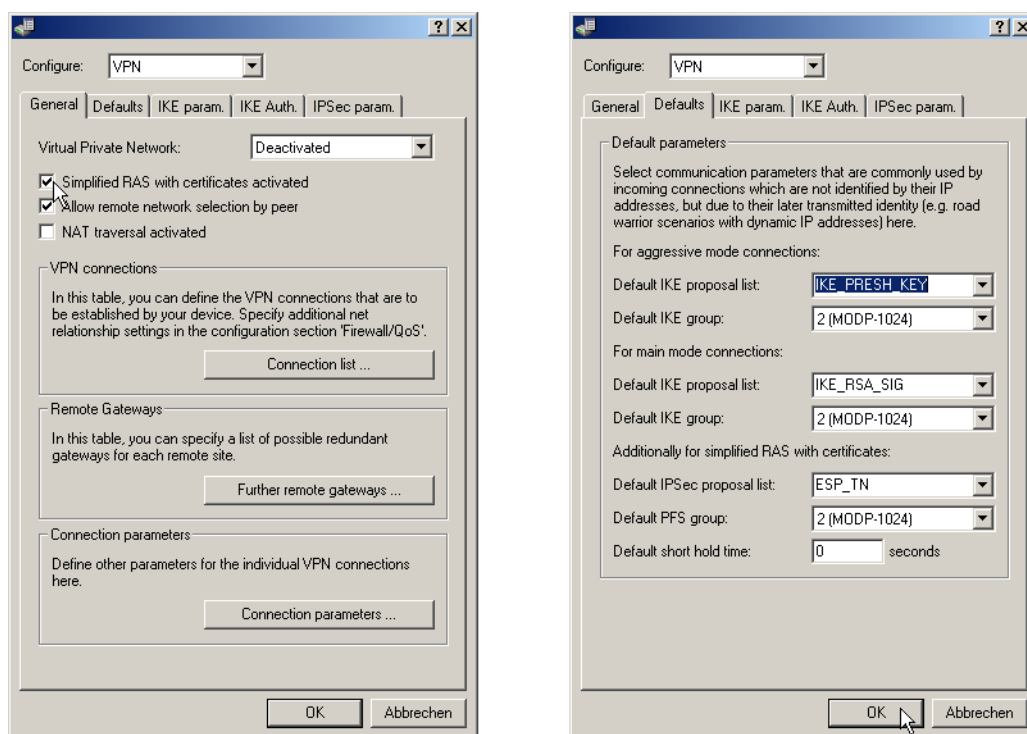 Configure: VPN
General Defaults IKE param. IKE Auth. IPSec param.
Virtual Private Network: Deactivated
Simplified RAS with certificates activated
Allow remote network selection by peer
NAT traversal activated
VPN connections
In this table, you can define the VPN connections that are to
be established by your device. Specify additional net
relationship settings in the configuration section 'Firewall/QoS'.
Connection list ...
Remote Gateways
In this table, you can specify a list of possible redundant
gateways for each remote site.
Further remote gateways ...
Connection parameters
Define other parameters for the individual VPN connections
here.
Connection parameters ...
OK Abbrechen
Configure: VPN
General Defaults IKE param. IKE Auth. IPSec param.
Default parameters
Select communication parameters that are commonly used by
incoming connections which are not identified by their IP
addresses, but due to their later transmitted identity (e.g. road
warrior scenarios with dynamic IP addresses) here.
For aggressive mode connections:
Default IKE proposal list: IKE_PRESH_KEY
Default IKE group: 2 (MODP-1024)
For main mode connections:
Default IKE proposal list: IKE_RSA_SIG
Default IKE group: 2 (MODP-1024)
Additionally for simplified RAS with certificates:
Default IPSec proposal list: ESP_TN
Default PFS group: 2 (MODP-1024)
Default short hold time: 0 seconds
OK Abbrechen